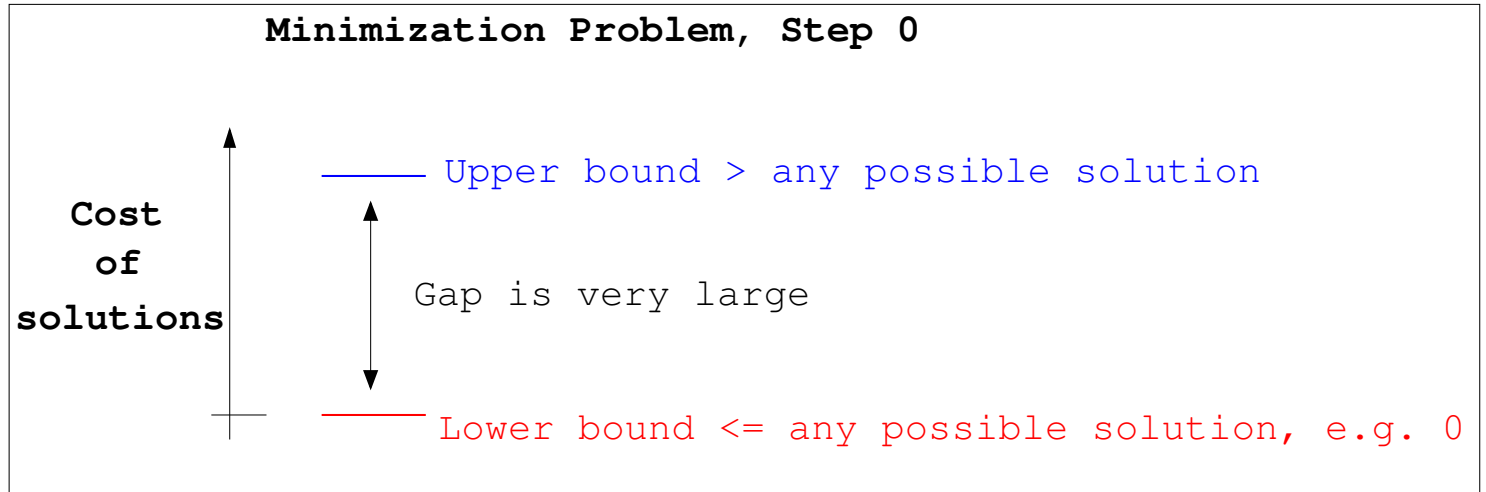 Minimization Problem, Step 0
Upper bound > any possible solution
Cost
of
solutions
Gap is very large
Lower bound <= any possible solution, e.g. 0